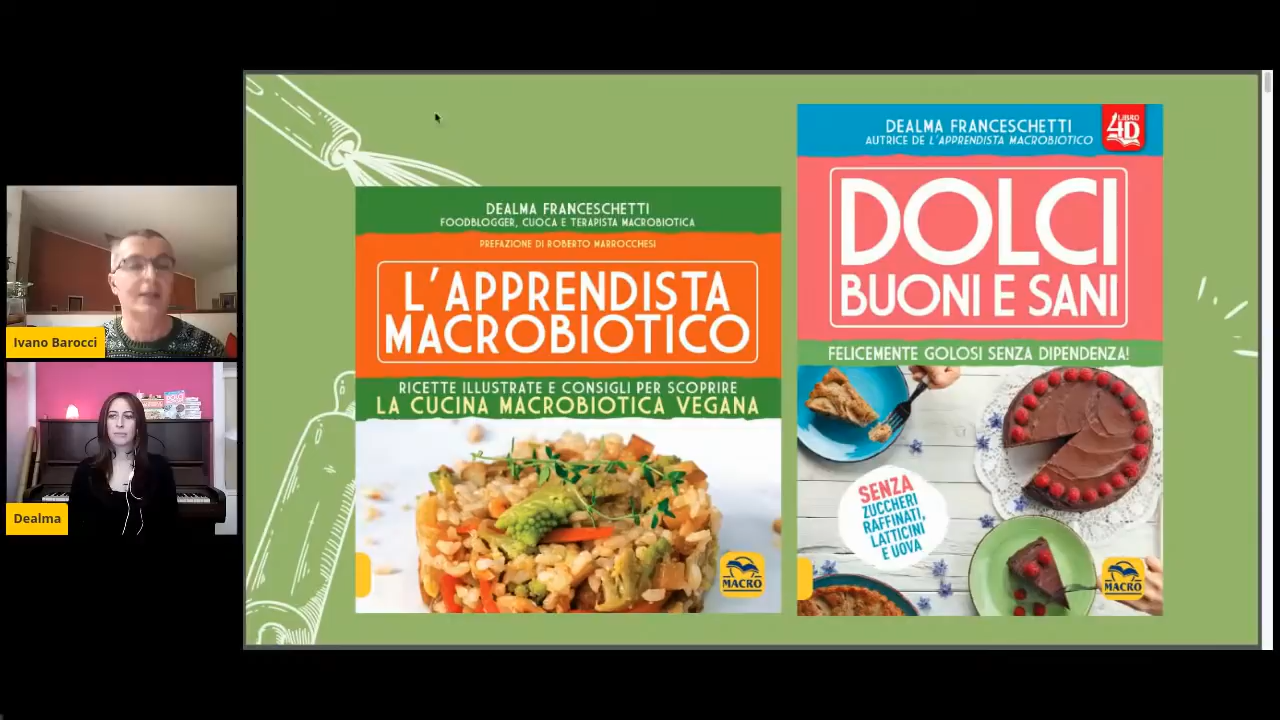 Ivano Barocci
Dealma
DEALMA FRANCESCHETTI
FOODBLOGGER, CUOCA E TERAPISTA MACROBIOTICA
PREFAZIONE DI ROBERTO MARROCCHESI
L'APPRENDISTA
MACROBIOTICO
RICETTE ILLUSTRATE E CONSIGLI PER SCOPRIRE
LA CUCINA MACROBIOTICA VEGANA
MACRO
DEALMA FRANCESCHETTI
AUTRICE DE L'APPRENDISTA MACROBIOTICO
LIBRO
4D
DOLCI
BUONI E SANI
FELICEMENTE GOLOSI SENZA DIPENDENZA!
SENZA
ZUCCHERI
RAFFINATI,
LATTICINI
E UOVA
MACRO